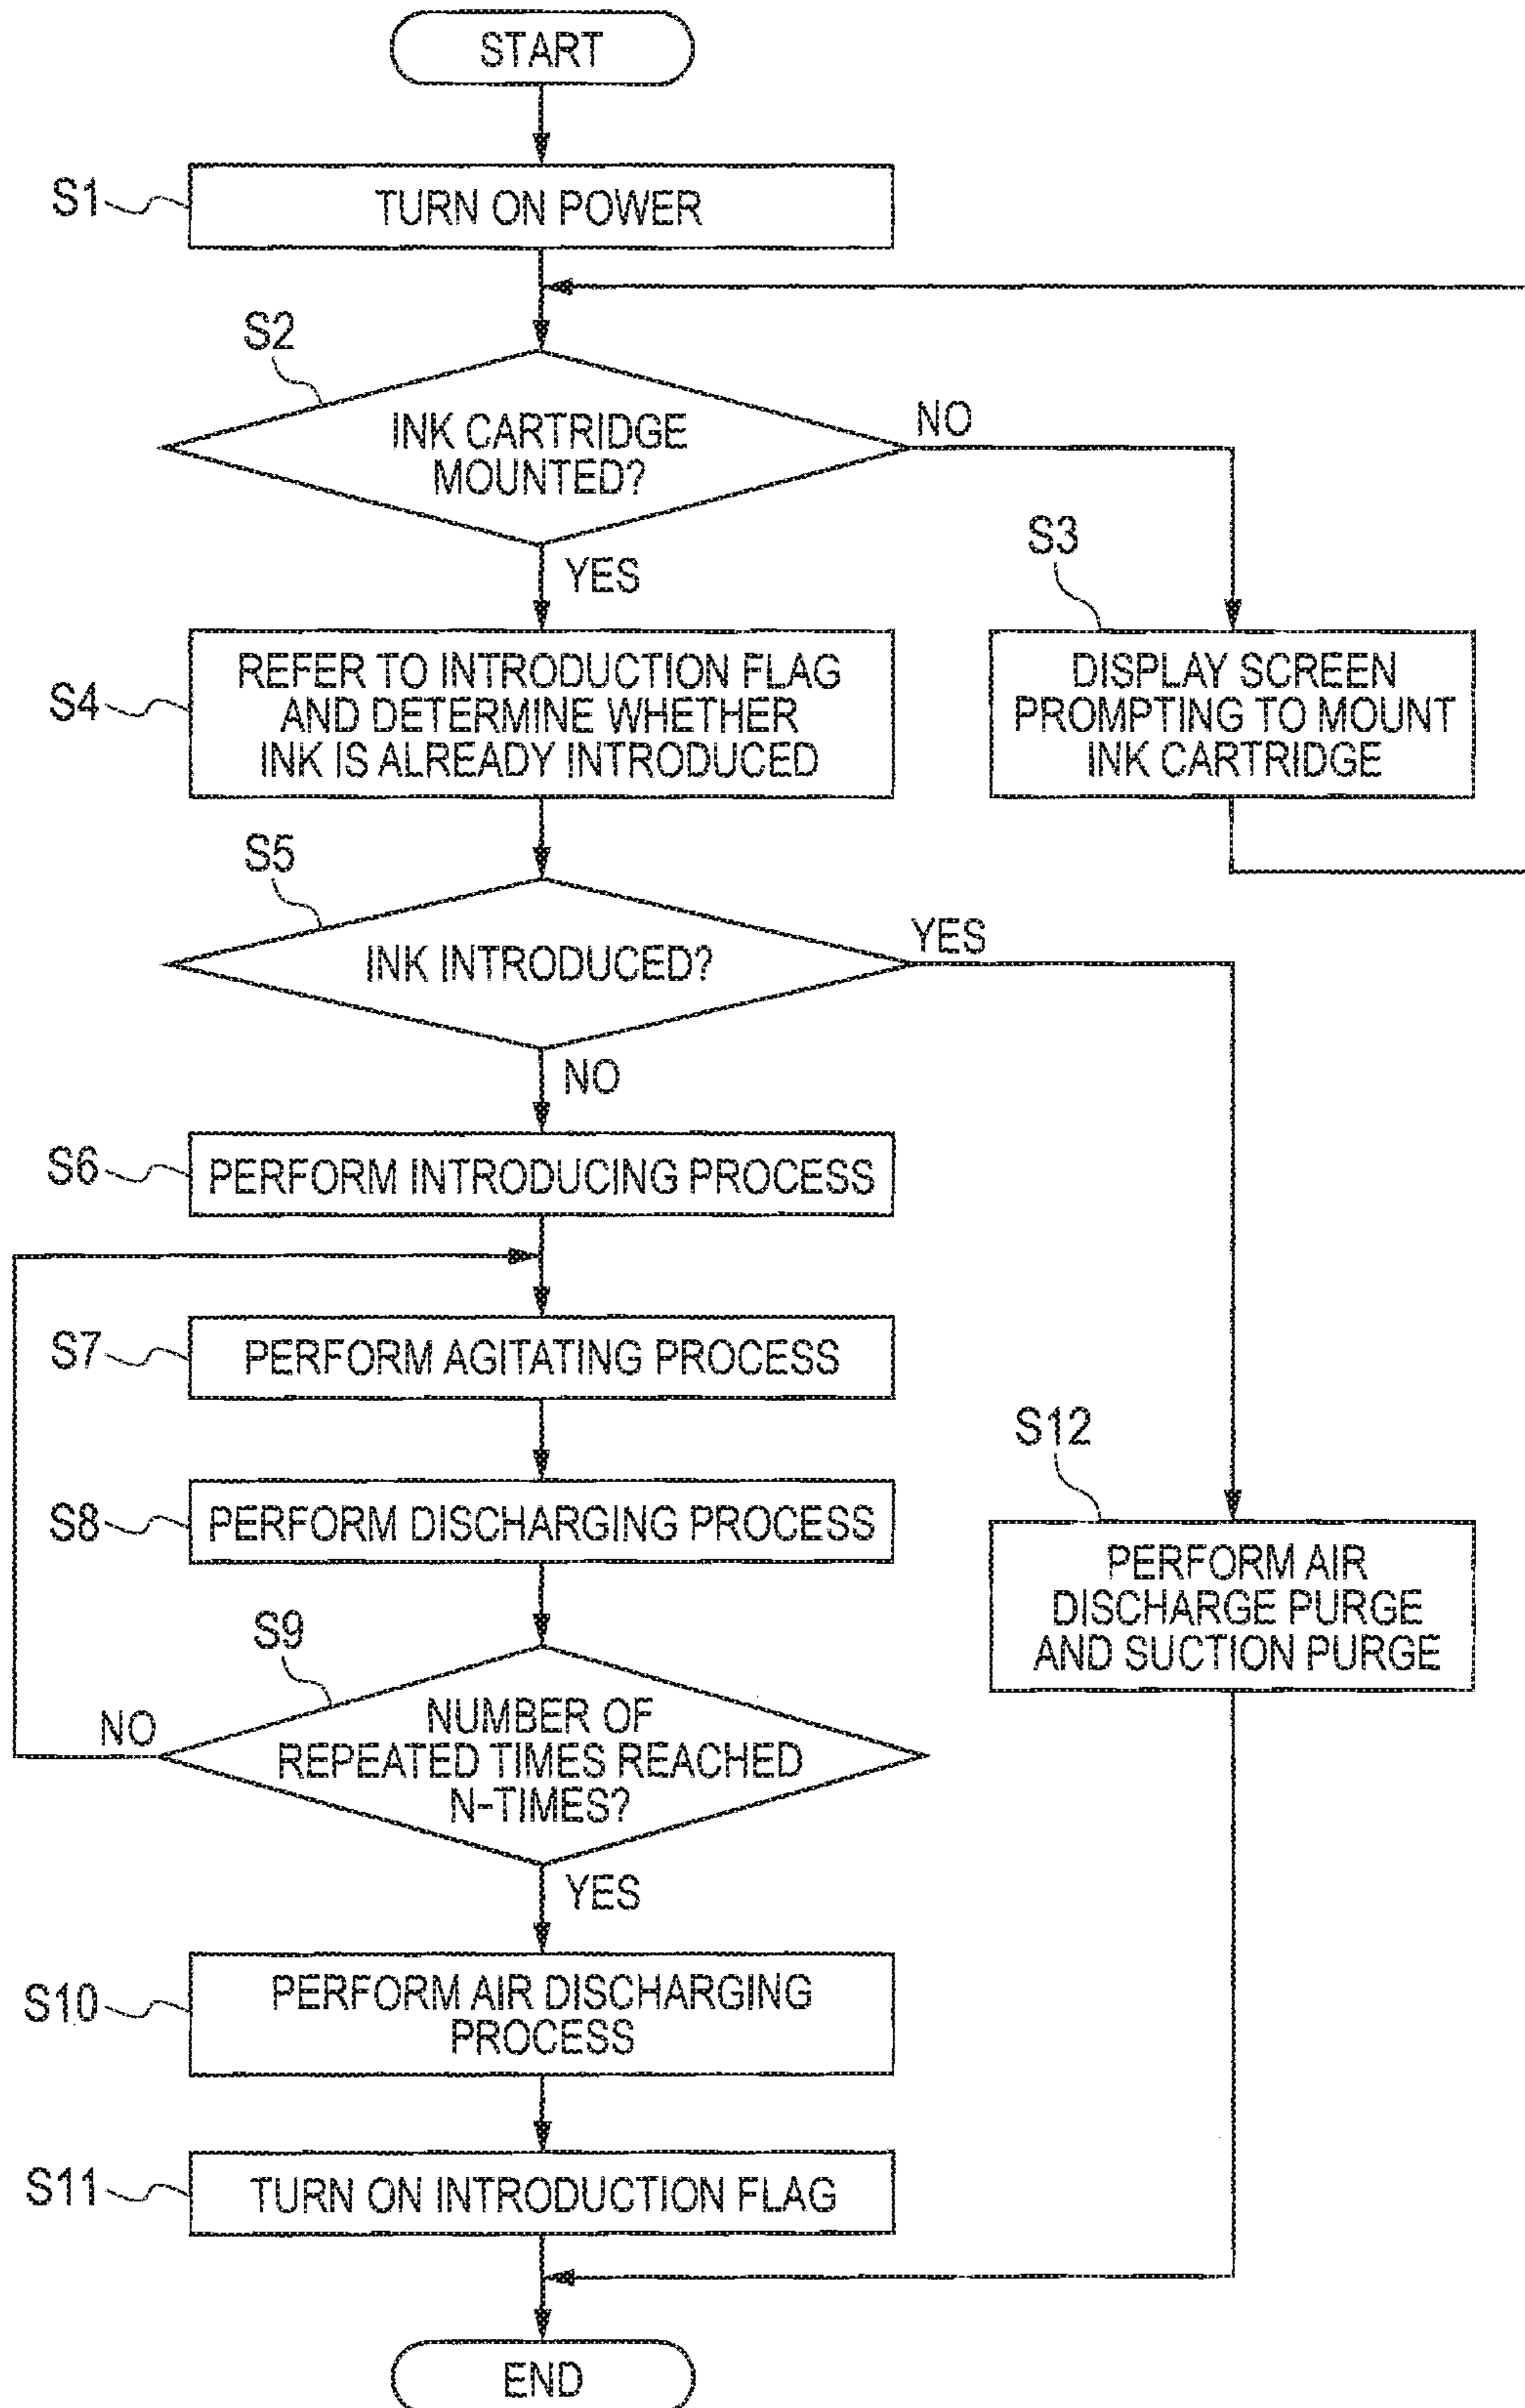 START
S1
TURN ON POWER
S2
INK CARTRIDGE
MOUNTED?
NO
YES
S3
DISPLAY SCREEN
PROMPTING TO MOUNT
INK CARTRIDGE
S4
REFER TO INTRODUCTION FLAG
AND DETERMINE WHETHER
INK IS ALREADY INTRODUCED
S5
INK INTRODUCED?
YES
NO
S6
PERFORM INTRODUCING PROCESS
S7
PERFORM AGITATING PROCESS
S8
PERFORM DISCHARGING PROCESS
S12
PERFORM AIR
DISCHARGE PURGE
AND SUCTION PURGE
S9
NUMBER OF
REPEATED TIMES REACHED
N-TIMES?
NO
YES
S10
PERFORM AIR DISCHARGING
PROCESS
S11
TURN ON INTRODUCTION FLAG
END